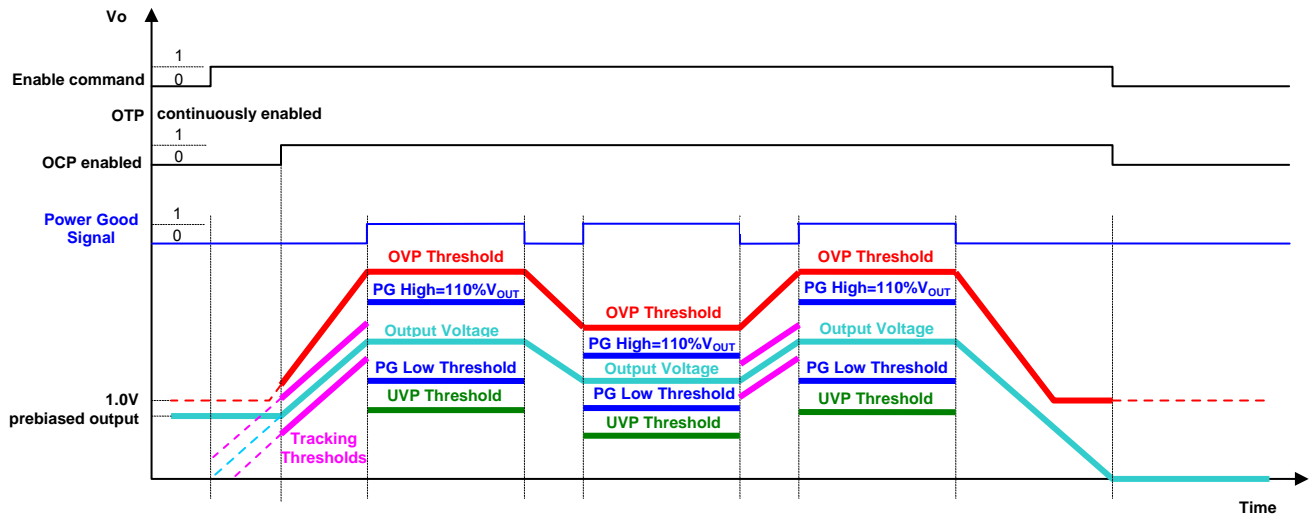 Vo
1
Enable command
0
OTP continuously enabled
1
OCP enabled
0
Power Good
Signal
1
0
OVP Threshold
PG High=110%VOUT
Output Voltage
PG Low Threshold
UVP Threshold
OVP Threshold
PG High=110%VOUT
Output Voltage
PG Low Threshold
UVP Threshold
OVP Threshold
PG High=110%VOUT
Output Voltage
PG Low Threshold
UVP Threshold
1.0V
prebiased output
Tracking
Thresholds
Time